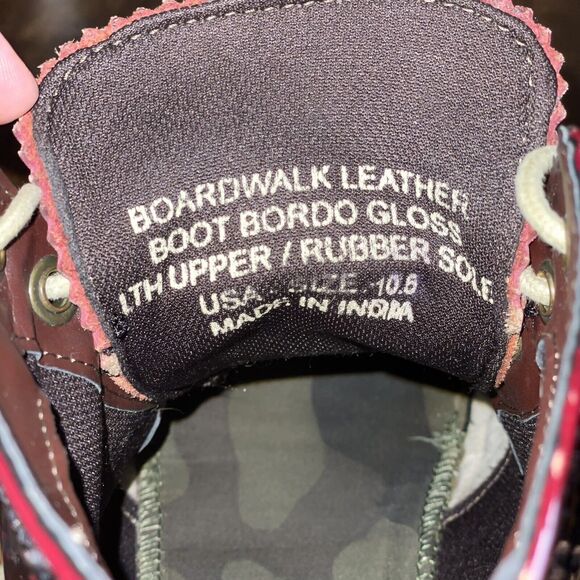 BOARDWALK LEATHER
BOOT BORDO GLOSS
LTH UPPER / RUBBER SOLE
USA . SIZE 10.5
MADE IN INDIA